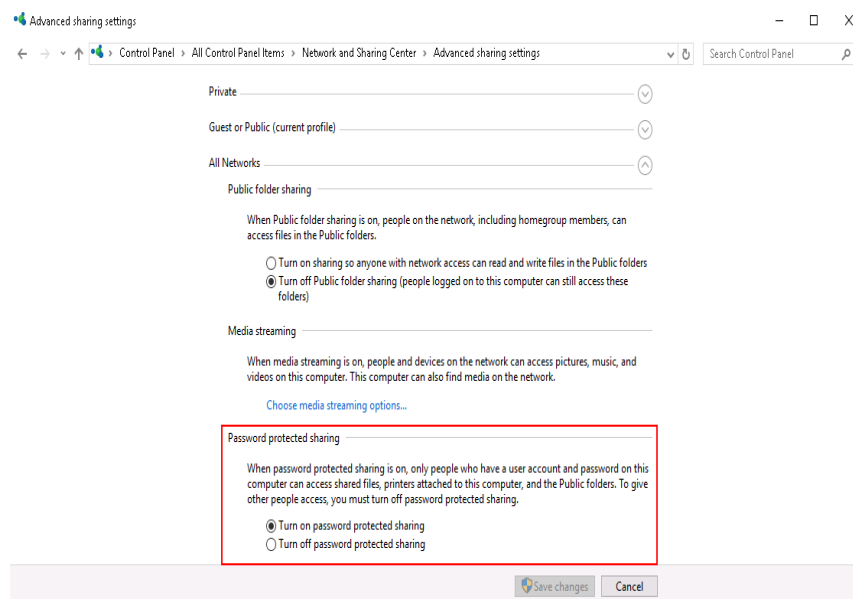 Advanced sharing settings
Control Panel > All Control Panel Items > Network and Sharing Center > Advanced sharing settings
Search Control Panel
Private
Guest or Public (current profile)
All Networks
Public folder sharing
When Public folder sharing is on, people on the network, including homegroup members, can
access files in the Public folders.
Turn on sharing so anyone with network access can read and write files in the Public folders
Turn off Public folder sharing (people logged on to this computer can still access these
folders)
Media streaming
When media streaming is on, people and devices on the network can access pictures, music, and
videos on this computer. This computer can also find media on the network.
Choose media streaming options...
Password protected sharing
When password protected sharing is on, only people who have a user account and password on this
computer can access shared files, printers attached to this computer, and the Public folders. To give
other people access, you must turn off password protected sharing.
Turn on password protected sharing
Turn off password protected sharing
Save changes
Cancel